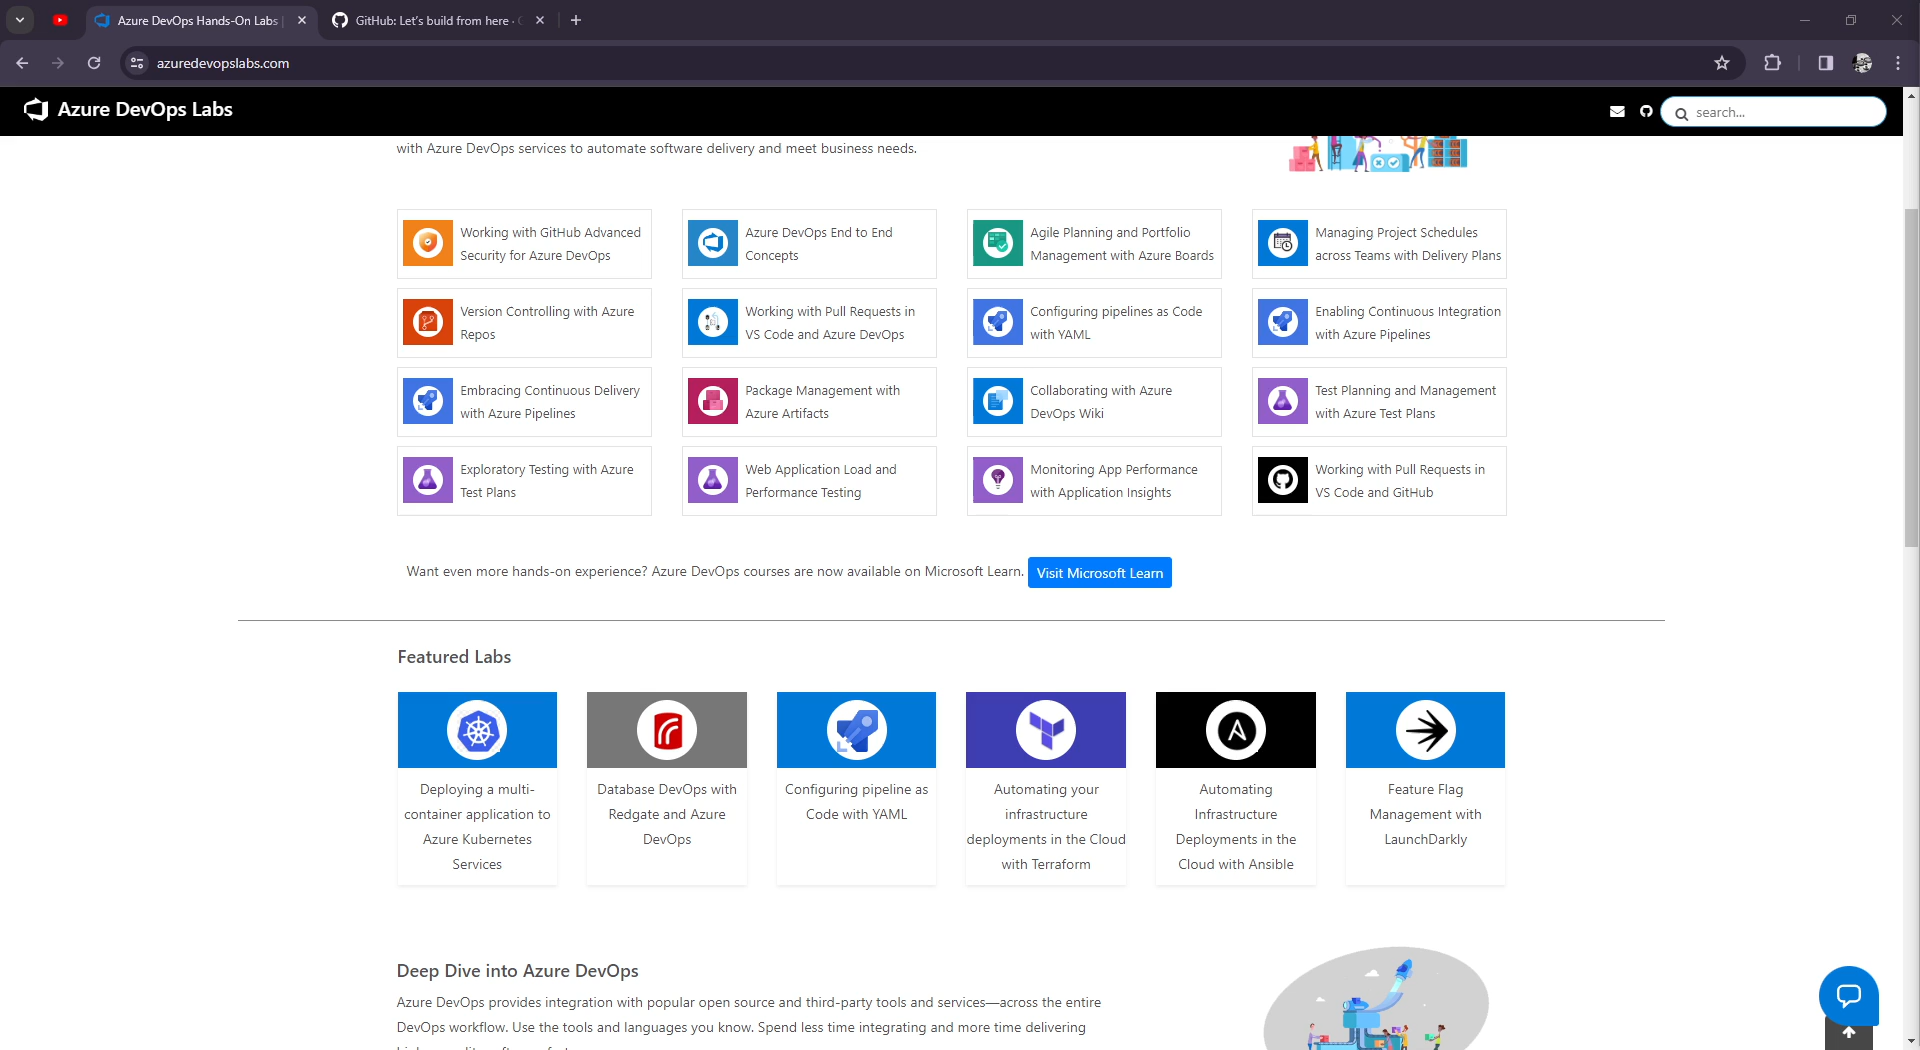 Azure DevOps Hands-On Labs |
GitHub: Let's build from here ·
azuredevopslabs.com
Azure DevOps Labs
search...
with Azure DevOps services to automate software delivery and meet business needs.
Working with GitHub Advanced
Security for Azure DevOps
Azure DevOps End to End
Concepts
Agile Planning and Portfolio
Management with Azure Boards
Managing Project Schedules
across Teams with Delivery Plans
Version Controlling with Azure
Repos
Working with Pull Requests in
VS Code and Azure DevOps
Configuring pipelines as Code
with YAML
Enabling Continuous Integration
with Azure Pipelines
Embracing Continuous Delivery
with Azure Pipelines
Package Management with
Azure Artifacts
Collaborating with Azure
DevOps Wiki
Test Planning and Management
with Azure Test Plans
Exploratory Testing with Azure
Test Plans
Web Application Load and
Performance Testing
Monitoring App Performance
with Application Insights
Working with Pull Requests in
VS Code and GitHub
Want even more hands-on experience? Azure DevOps courses are now available on Microsoft Learn. Visit Microsoft Learn
Featured Labs
Deploying a multi-
container application to
Azure Kubernetes
Services
Database DevOps with
Redgate and Azure
DevOps
Configuring pipeline as
Code with YAML
Automating your
infrastructure
deployments in the Cloud
with Terraform
Automating
Infrastructure
Deployments in the
Cloud with Ansible
Feature Flag
Management with
LaunchDarkly
Deep Dive into Azure DevOps
Azure DevOps provides integration with popular open source and third-party tools and services—across the entire
DevOps workflow. Use the tools and languages you know. Spend less time integrating and more time delivering